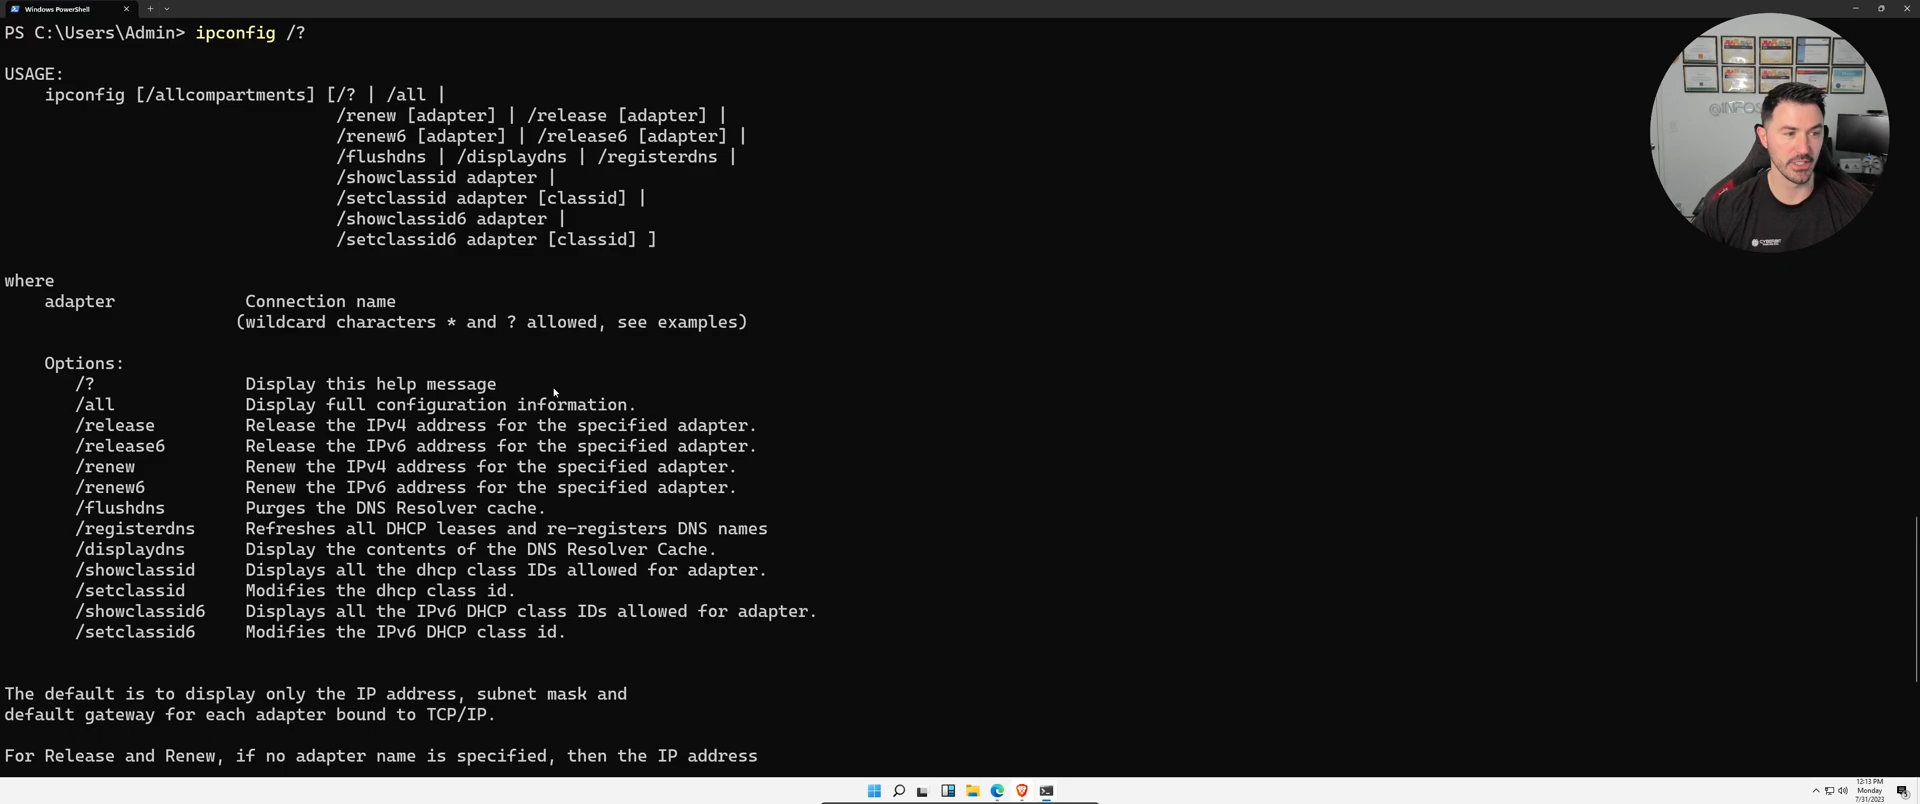 Windows PowerShell
PS C:\Users\Admin> ipconfig /?
USAGE:
ipconfig [/allcompartments] [/? | /all |
/renew [adapter] | /release [adapter] |
/renew6 [adapter] | /release6 [adapter] |
/flushdns | /displaydns | /registerdns |
/showclassid adapter |
/setclassid adapter [classid] |
/showclassid6 adapter |
/setclassid6 adapter [classid] ]
where
adapter Connection name
(wildcard characters * and ? allowed, see examples)
Options:
/? Display this help message
/all Display full configuration information.
/release Release the IPv4 address for the specified adapter.
/release6 Release the IPv6 address for the specified adapter.
/renew Renew the IPv4 address for the specified adapter.
/renew6 Renew the IPv6 address for the specified adapter.
/flushdns Purges the DNS Resolver cache.
/registerdns Refreshes all DHCP leases and re-registers DNS names
/displaydns Display the contents of the DNS Resolver Cache.
/showclassid Displays all the dhcp class IDs allowed for adapter.
/setclassid Modifies the dhcp class id.
/showclassid6 Displays all the IPv6 DHCP class IDs allowed for adapter.
/setclassid6 Modifies the IPv6 DHCP class id.
The default is to display only the IP address, subnet mask and
default gateway for each adapter bound to TCP/IP.
For Release and Renew, if no adapter name is specified, then the IP address
@INFOS
12:13 PM
Monday
7/31/2023